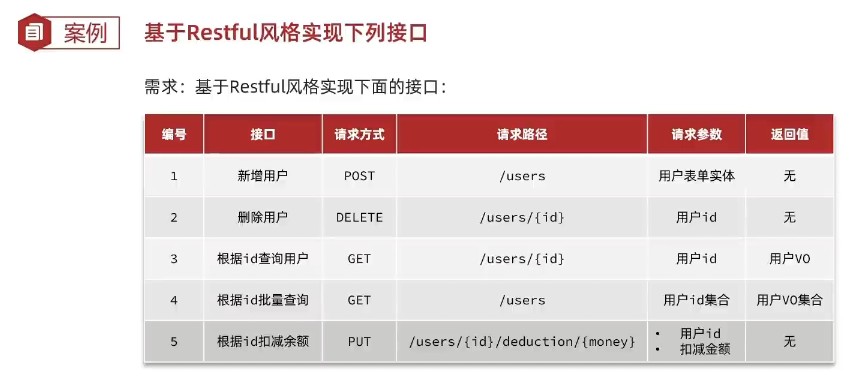 案例 基于Restful风格实现下列接口
需求：基于Restful风格实现下面的接口：
编号 接口 请求方式 请求路径 请求参数 返回值
1 新增用户 POST /users 用户表单实体 无
2 删除用户 DELETE /users/{id} 用户id 无
3 根据id查询用户 GET /users/{id} 用户id 用户VO
4 根据id批量查询 GET /users 用户id集合 用户VO集合
5 根据id扣减余额 PUT /users/{id}/deduction/{money} • 用户id 无
• 扣减金额